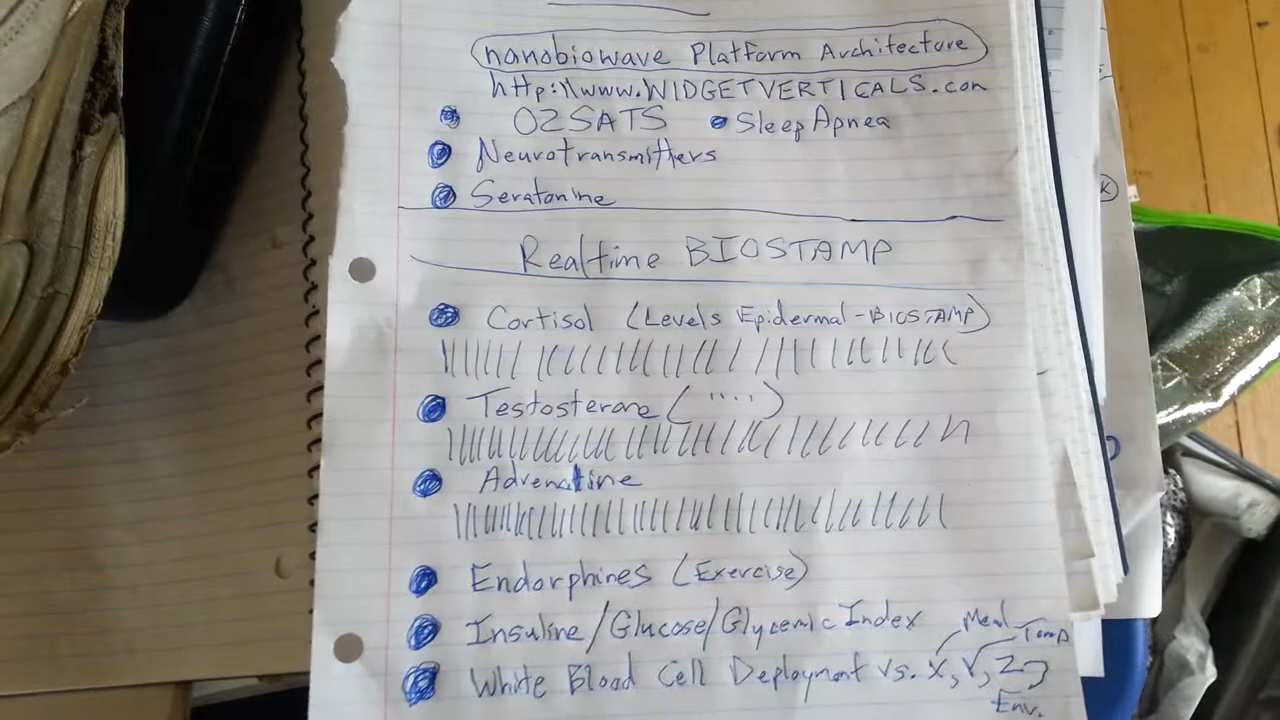 nanobiowave Platform Architecture
http:\\www.WIDGETVERTICALS.com
• O2SATS • Sleep Apnea
• Neurotransmitters
• Seratonine
Realtime BIOSTAMP
• Cortisol (Levels Epidermal-BIOSTAMP)
• Testosterone (....)
• Adrenaline
• Endorphines (Exercise)
• Insuline/Glucose/Glycemic Index
Meal Temp
• White Blood Cell Deployment vs. X, Y, Z
Env.
K